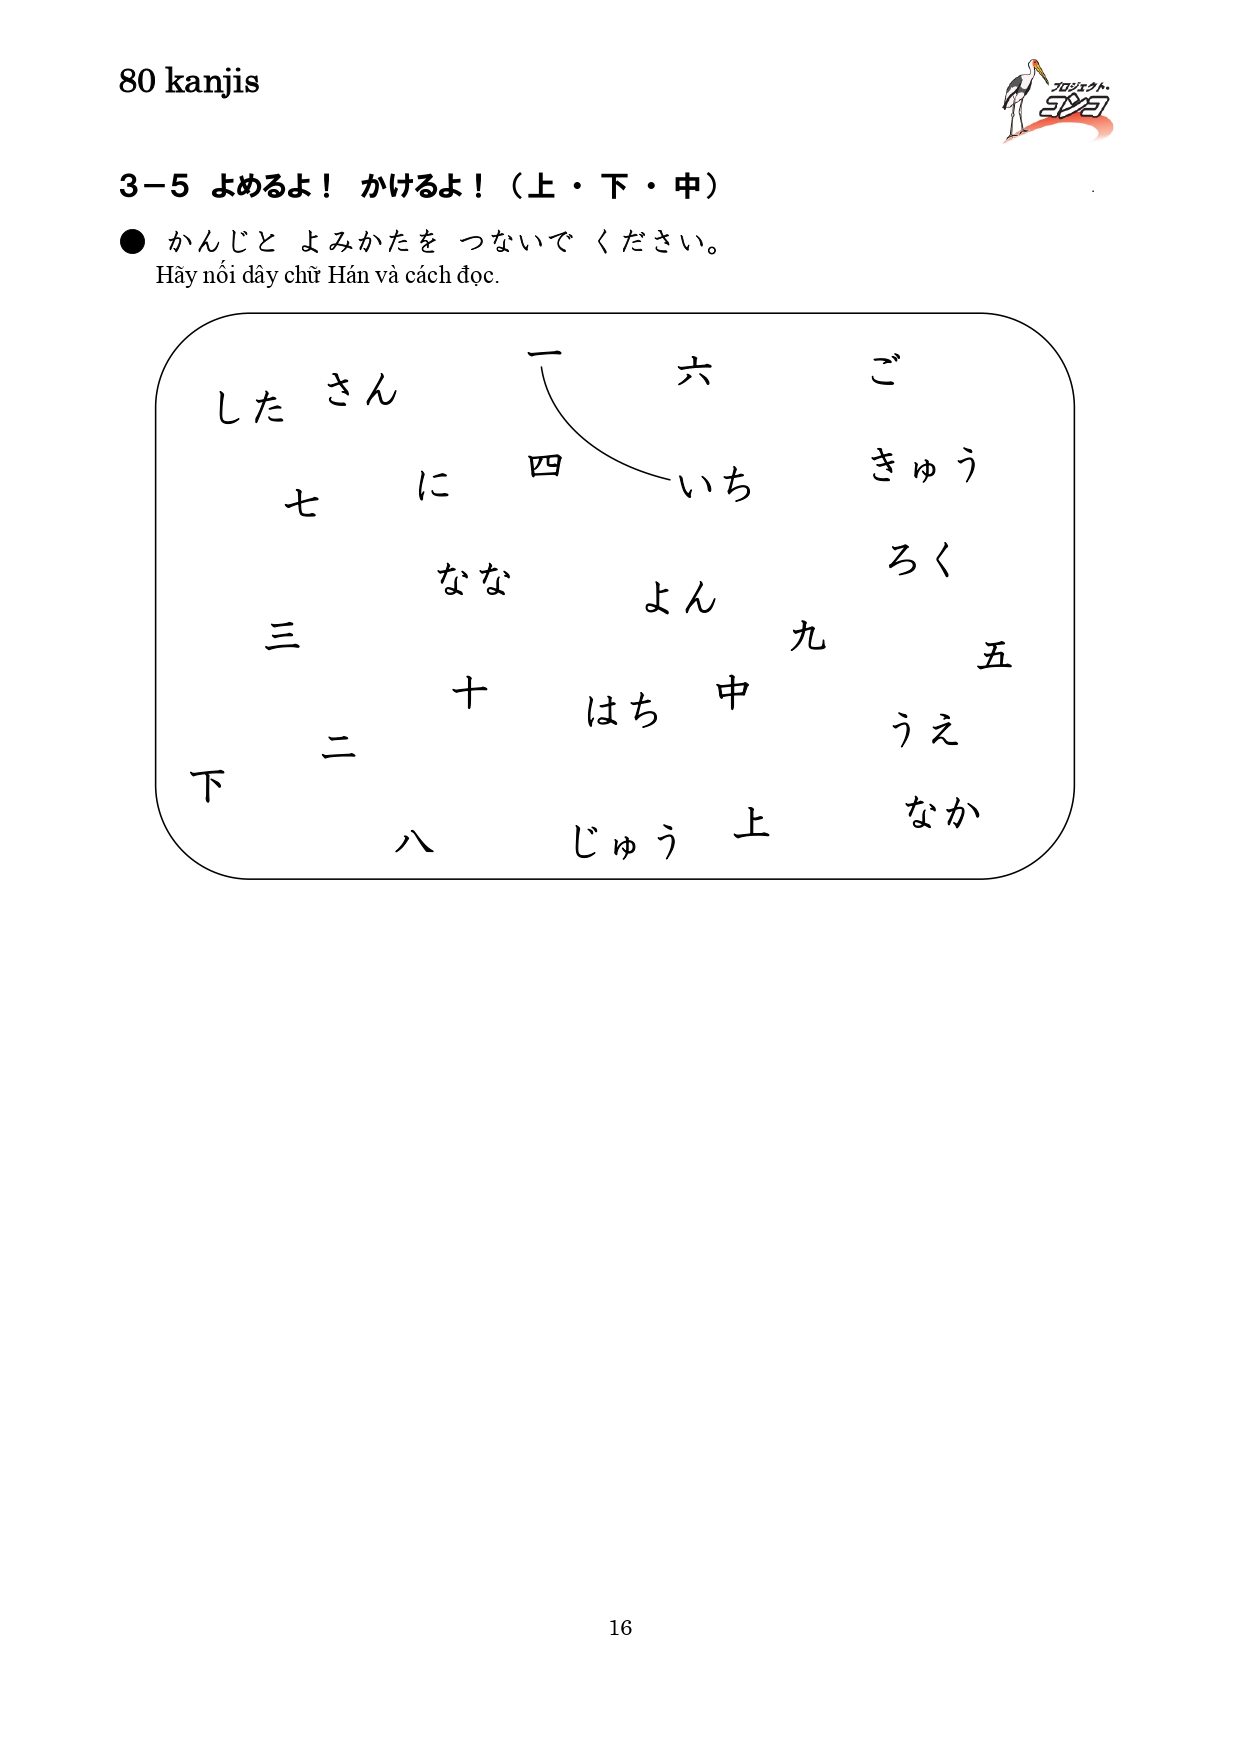 80 kanjis
プロジェクト・
コンコ
3－5 よめるよ！ かけるよ！（上・下・中）
● かんじと よみかたを つないで ください。
Hãy nối dây chữ Hán và cách đọc.
一 六 ご
した さん
四 いち きゅう
七 に
なな よん ろく
三 九 五
十 はち 中 うえ
二
下 なか
八 じゅう 上
16